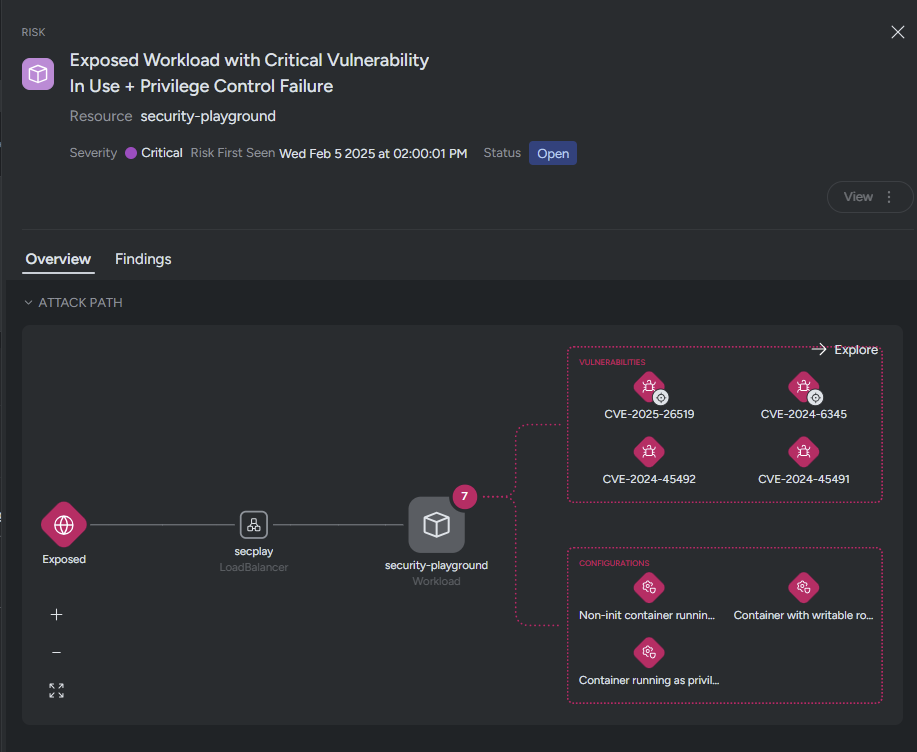 RISK
Exposed Workload with Critical Vulnerability
In Use + Privilege Control Failure
Resource security-playground
Severity Critical Risk First Seen Wed Feb 5 2025 at 02:00:01 PM Status Open
View
Overview Findings
ATTACK PATH
Explore
VULNERABILITIES
CVE-2025-26519 CVE-2024-6345
CVE-2024-45492 CVE-2024-45491
7
Exposed
secplay
LoadBalancer
security-playground
Workload
CONFIGURATIONS
Non-init container runnin... Container with writable ro...
Container running as privil...